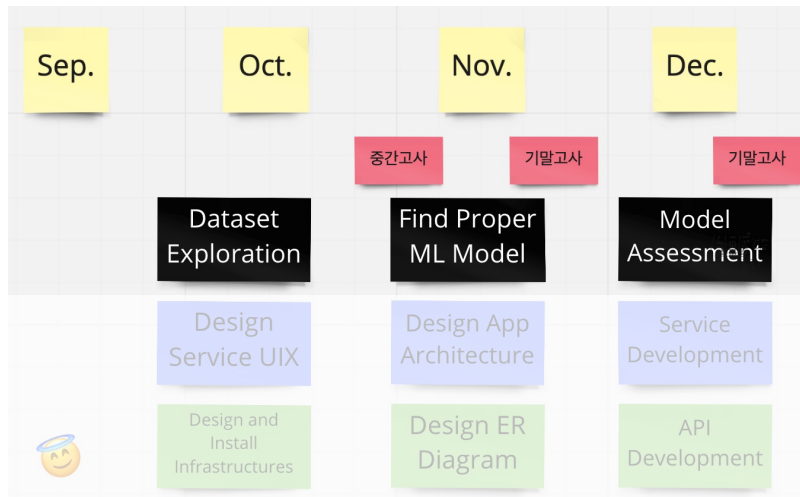 Sep.
Oct.
Nov.
Dec.
중간고사
기말고사
기말고사
Dataset
Exploration
Find Proper
ML Model
Model
Assessment
Design
Service UIX
Design App
Architecture
Service
Development
Design and
Install
Infrastructures
Design ER
Diagram
API
Development